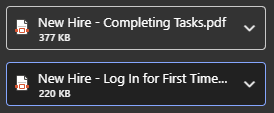 New Hire - Completing Tasks.pdf
377 KB
New Hire - Log In for First Time...
220 KB